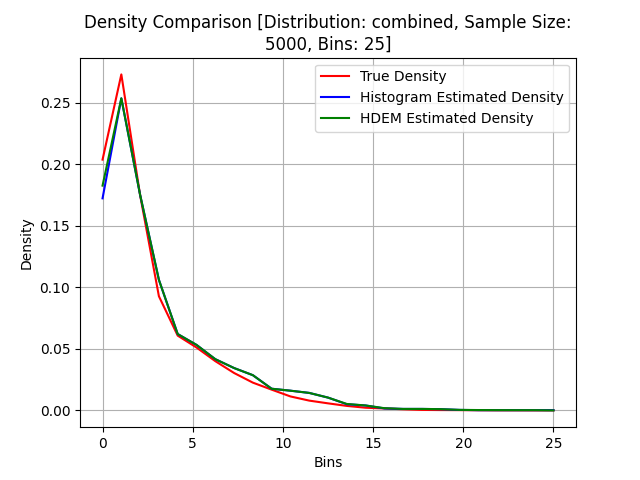 Density Comparison [Distribution: combined, Sample Size:
5000, Bins: 25]
True Density
Histogram Estimated Density
HDEM Estimated Density
Density
0.25
0.20
0.15
0.10
0.05
0.00
0 5 10 15 20 25
Bins